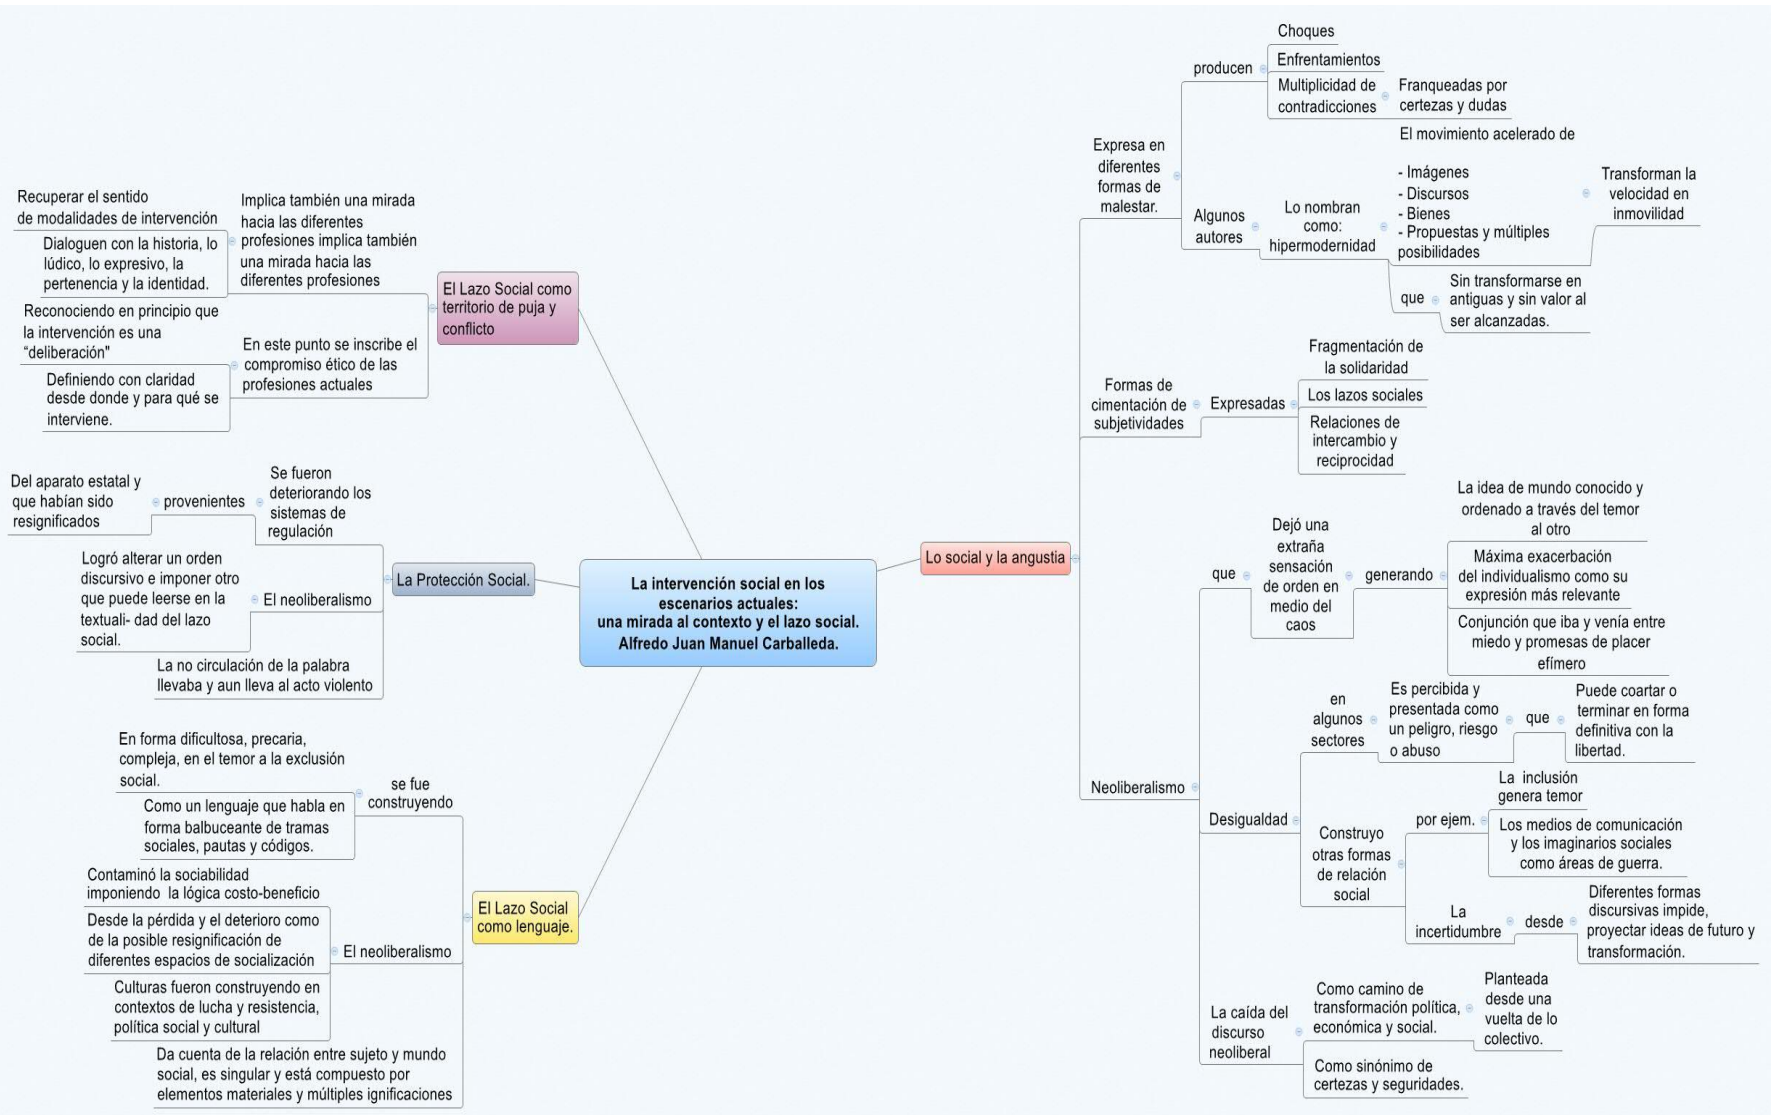 La intervención social en los
escenarios actuales:
una mirada al contexto y el lazo social.
Alfredo Juan Manuel Carballeda.
Lo social y la angustia
Expresa en
diferentes
formas de
malestar.
producen
Choques
Enfrentamientos
Multiplicidad de
contradicciones
Franqueadas por
certezas y dudas
Algunos
autores
Lo nombran
como:
hipermodernidad
El movimiento acelerado de
- Imágenes
- Discursos
- Bienes
- Propuestas y múltiples
posibilidades
Transforman la
velocidad en
inmovilidad
que
Sin transformarse en
antiguas y sin valor al
ser alcanzadas.
Formas de
cimentación de
subjetividades
Expresadas
Fragmentación de
la solidaridad
Los lazos sociales
Relaciones de
intercambio y
reciprocidad
Neoliberalismo
que
Dejó una
extraña
sensación
de orden en
medio del
caos
generando
La idea de mundo conocido y
ordenado a través del temor
al otro
Máxima exacerbación
del individualismo como su
expresión más relevante
Conjunción que iba y venía entre
miedo y promesas de placer
efímero
Desigualdad
en
algunos
sectores
Es percibida y
presentada como
un peligro, riesgo
o abuso
que
Puede coartar o
terminar en forma
definitiva con la
libertad.
Construyo
otras formas
de relación
social
por ejem.
La inclusión
genera temor
Los medios de comunicación
y los imaginarios sociales
como áreas de guerra.
La
incertidumbre
desde
Diferentes formas
discursivas impide,
proyectar ideas de futuro y
transformación.
La caída del
discurso
neoliberal
Como camino de
transformación política,
económica y social.
Planteada
desde una
vuelta de lo
colectivo.
Como sinónimo de
certezas y seguridades.
El Lazo Social como
territorio de puja y
conflicto
Implica también una mirada
hacia las diferentes
profesiones implica también
una mirada hacia las
diferentes profesiones
Recuperar el sentido
de modalidades de intervención
Dialoguen con la historia, lo
lúdico, lo expresivo, la
pertenencia y la identidad.
En este punto se inscribe el
compromiso ético de las
profesiones actuales
Reconociendo en principio que
la intervención es una
“deliberación"
Definiendo con claridad
desde donde y para qué se
interviene.
La Protección Social.
Se fueron
deteriorando los
sistemas de
regulación
provenientes
Del aparato estatal y
que habían sido
resignificados
El neoliberalismo
Logró alterar un orden
discursivo e imponer otro
que puede leerse en la
textuali- dad del lazo
social.
La no circulación de la palabra
llevaba y aun lleva al acto violento
El Lazo Social
como lenguaje.
se fue
construyendo
En forma dificultosa, precaria,
compleja, en el temor a la exclusión
social.
Como un lenguaje que habla en
forma balbuceante de tramas
sociales, pautas y códigos.
El neoliberalismo
Contaminó la sociabilidad
imponiendo la lógica costo-beneficio
Desde la pérdida y el deterioro como
de la posible resignificación de
diferentes espacios de socialización
Culturas fueron construyendo en
contextos de lucha y resistencia,
política social y cultural
Da cuenta de la relación entre sujeto y mundo
social, es singular y está compuesto por
elementos materiales y múltiples ignificaciones